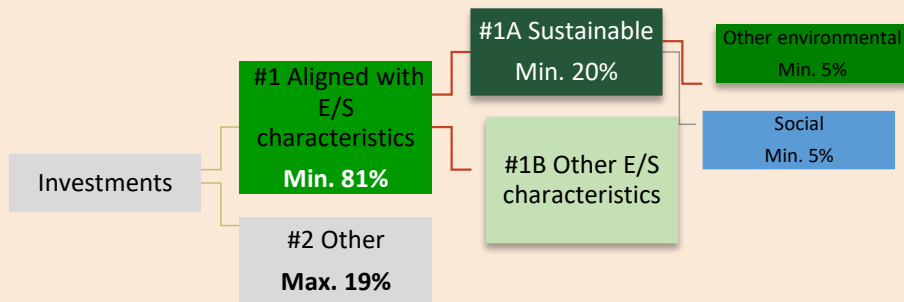 Investments
#1 Aligned with
E/S
characteristics
Min. 81%
#2 Other
Max. 19%
#1A Sustainable
Min. 20%
#1B Other E/S
characteristics
Other environmental
Min. 5%
Social
Min. 5%